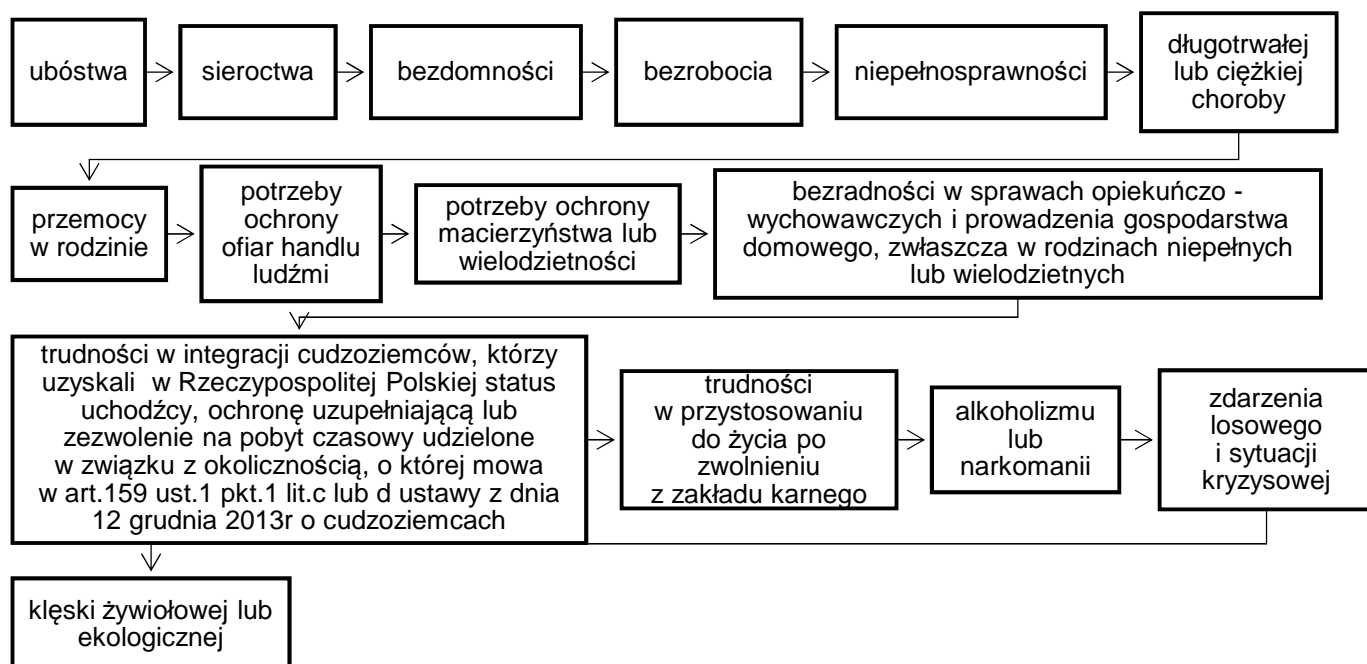 ubóstwa
sieroctwa
bezdomności
bezrobocia
niepełnosprawności
długotrwałej
lub ciężkiej
choroby
przemocy
w rodzinie
potrzeby
ochrony
ofiar handlu
ludźmi
potrzeby ochrony
macierzyństwa lub
wielodzietności
bezradności w sprawach opiekuńczo -
wychowawczych i prowadzenia gospodarstwa
domowego, zwłaszcza w rodzinach niepełnych
lub wielodzietnych
trudności w integracji cudzoziemców, którzy
uzyskali w Rzeczypospolitej Polskiej status
uchodźcy, ochronę uzupełniającą lub
zezwolenie na pobyt czasowy udzielone
w związku z okolicznością, o której mowa
w art.159 ust.1 pkt.1 lit.c lub d ustawy z dnia
12 grudnia 2013r o cudzoziemcach
trudności
w przystosowaniu
do życia po
zwolnieniu
z zakładu karnego
alkoholizmu
lub
narkomanii
zdarzenia
losowego
i sytuacji
kryzysowej
klęski żywiołowej lub
ekologicznej